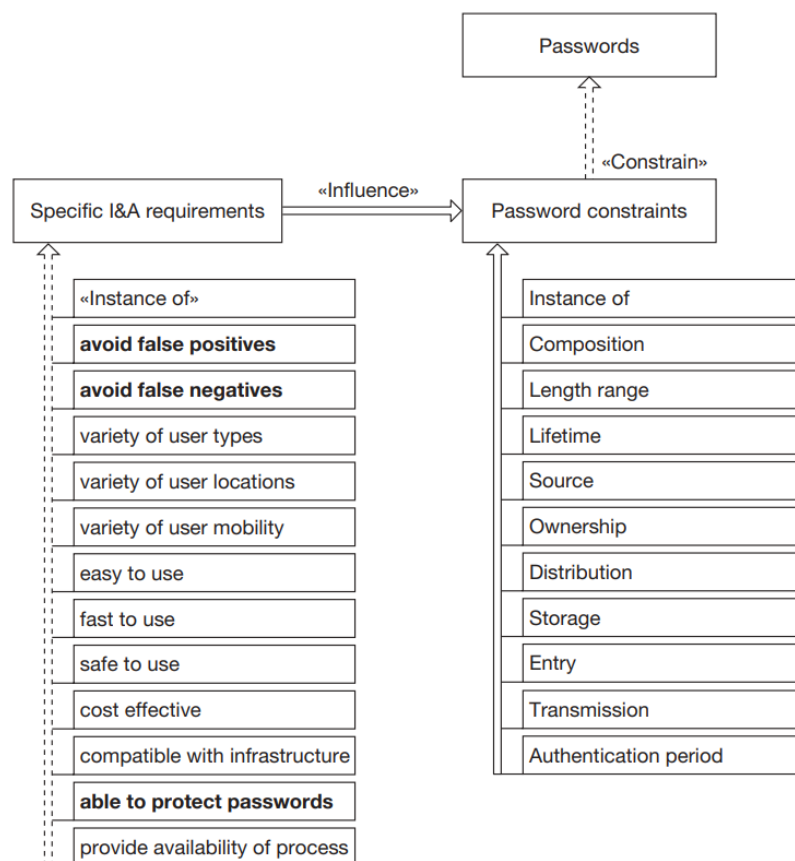 Passwords
«Constrain»
«Influence»
Specific I&A requirements
Password constraints
«Instance of»
avoid false positives
avoid false negatives
variety of user types
variety of user locations
variety of user mobility
easy to use
fast to use
safe to use
cost effective
compatible with infrastructure
able to protect passwords
provide availability of process
Instance of
Composition
Length range
Lifetime
Source
Ownership
Distribution
Storage
Entry
Transmission
Authentication period